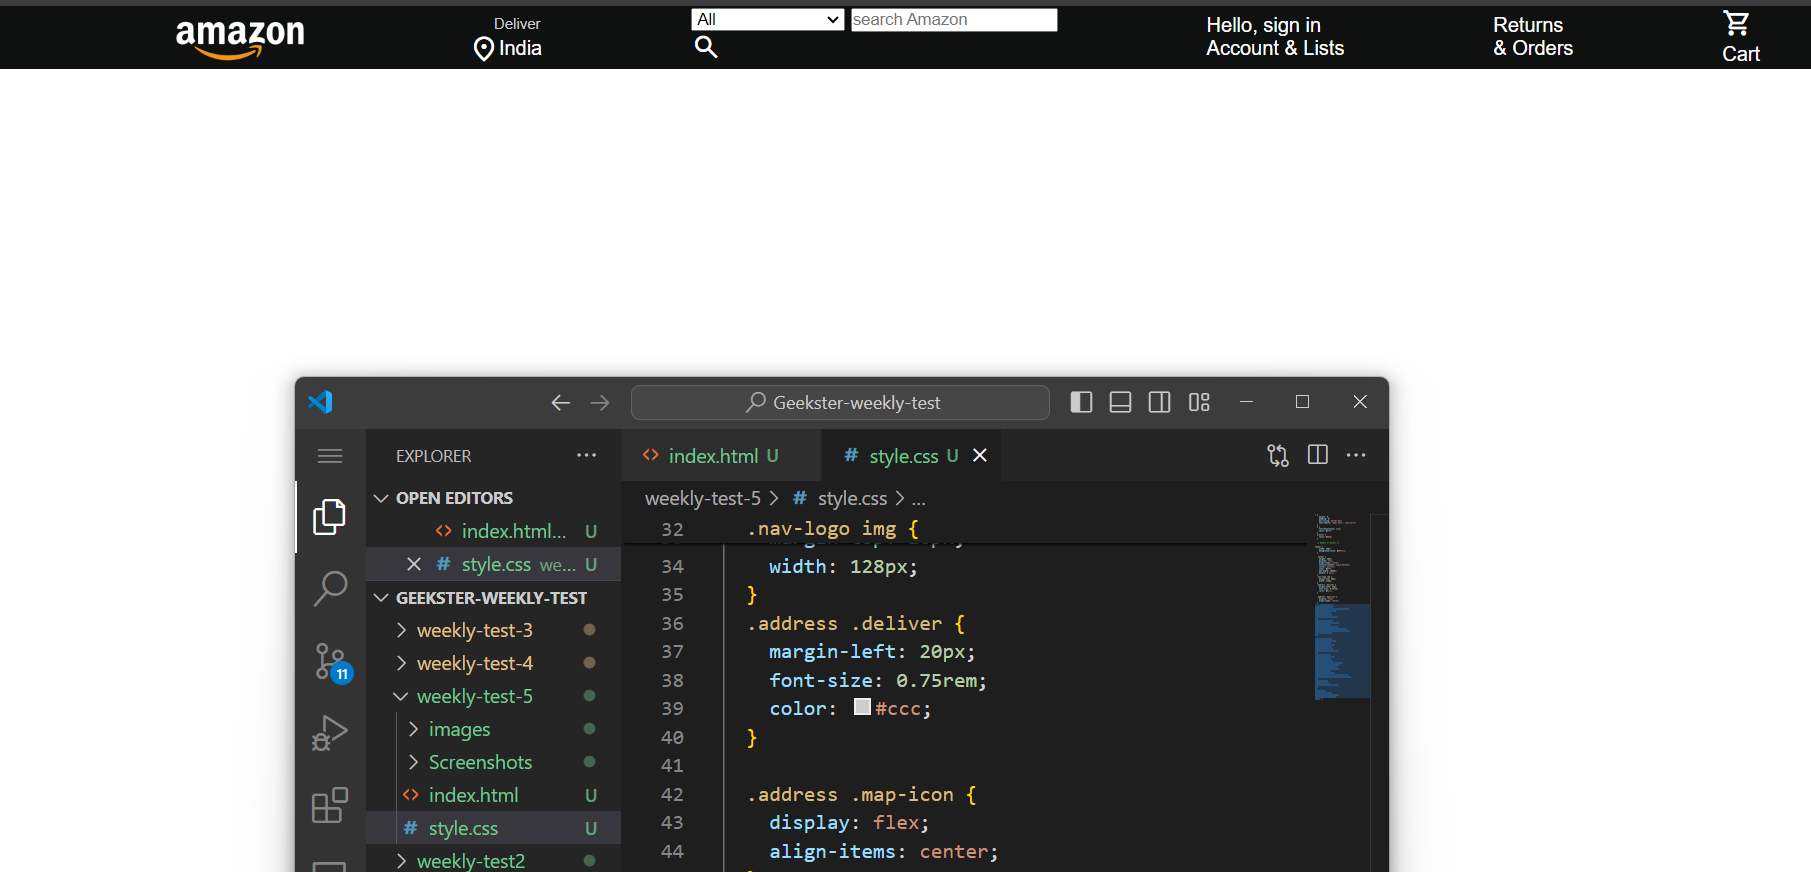 amazon
Deliver
India
All
search Amazon
Hello, sign in
Account & Lists
Returns
& Orders
Cart
Geekster-weekly-test
EXPLORER
index.html U
# style.css U
OPEN EDITORS
index.html... U
# style.css we... U
GEEKSTER-WEEKLY-TEST
weekly-test-3
weekly-test-4
weekly-test-5
images
Screenshots
index.html U
# style.css U
weekly-test2
11
weekly-test-5 > # style.css > ...
32 .nav-logo img {
34 width: 128px;
35 }
36 .address .deliver {
37 margin-left: 20px;
38 font-size: 0.75rem;
39 color: #ccc;
40 }
41
42 .address .map-icon {
43 display: flex;
44 align-items: center;